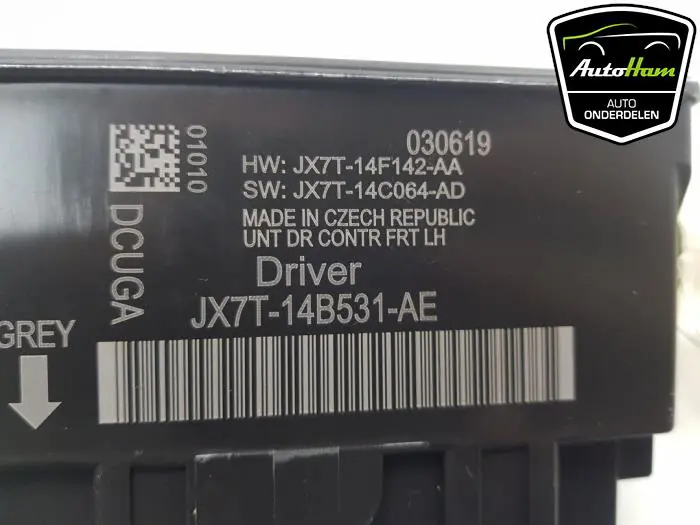 AutoHam
AUTO
ONDERDELEN
01010
DCUGA
030619
HW: JX7T-14F142-AA
SW: JX7T-14C064-AD
MADE IN CZECH REPUBLIC
UNT DR CONTR FRT LH
Driver
JX7T-14B531-AE
GREY